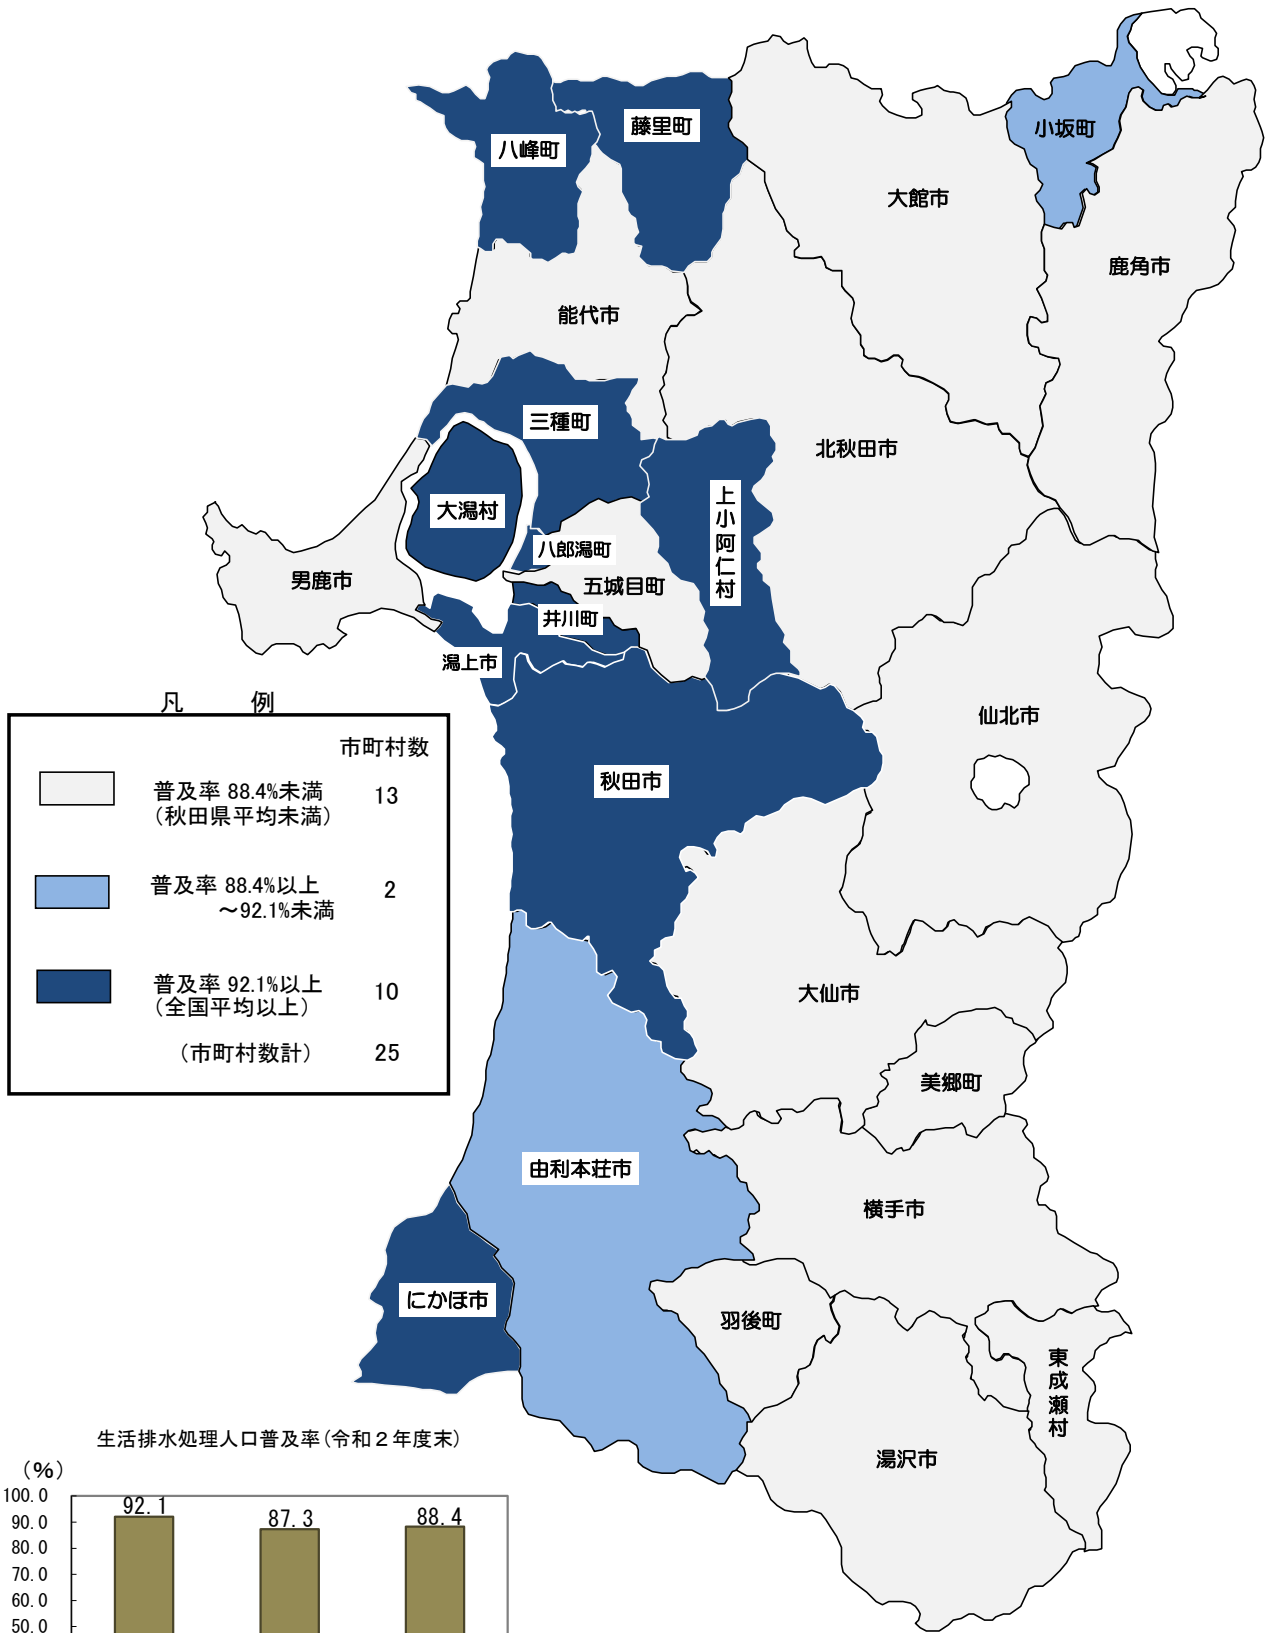 八峰町
藤里町
小坂町
大館市
鹿角市
能代市
三種町
北秋田市
大潟村
上小阿仁村
八郎潟町
男鹿市
五城目町
井川町
潟上市
仙北市
秋田市
大仙市
美郷町
由利本荘市
横手市
にかほ市
羽後町
東成瀬村
湯沢市
凡　例
市町村数
普及率 88.4%未満 13
（秋田県平均未満）
普及率 88.4%以上 2
～92.1%未満
普及率 92.1%以上 10
（全国平均以上）
（市町村数計） 25
生活排水処理人口普及率(令和２年度末)
（%）
100.0
90.0
80.0
70.0
60.0
50.0
92.1
87.3
88.4